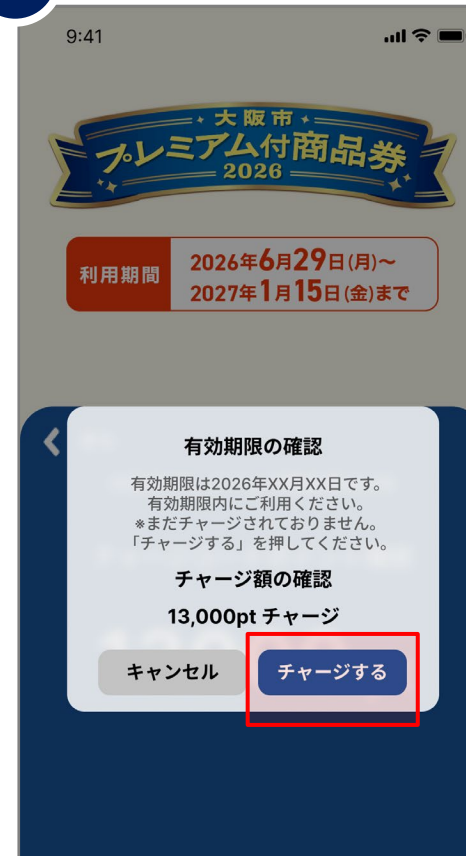 9:41
大阪市
プレミアム付商品券
2026
利用期間
2026年6月29日(月)〜
2027年1月15日(金)まで
有効期限の確認
有効期限は2026年XX月XX日です。
有効期限内にご利用ください。
*まだチャージされておりません。
「チャージする」を押してください。
チャージ額の確認
13,000pt チャージ
キャンセル
チャージする